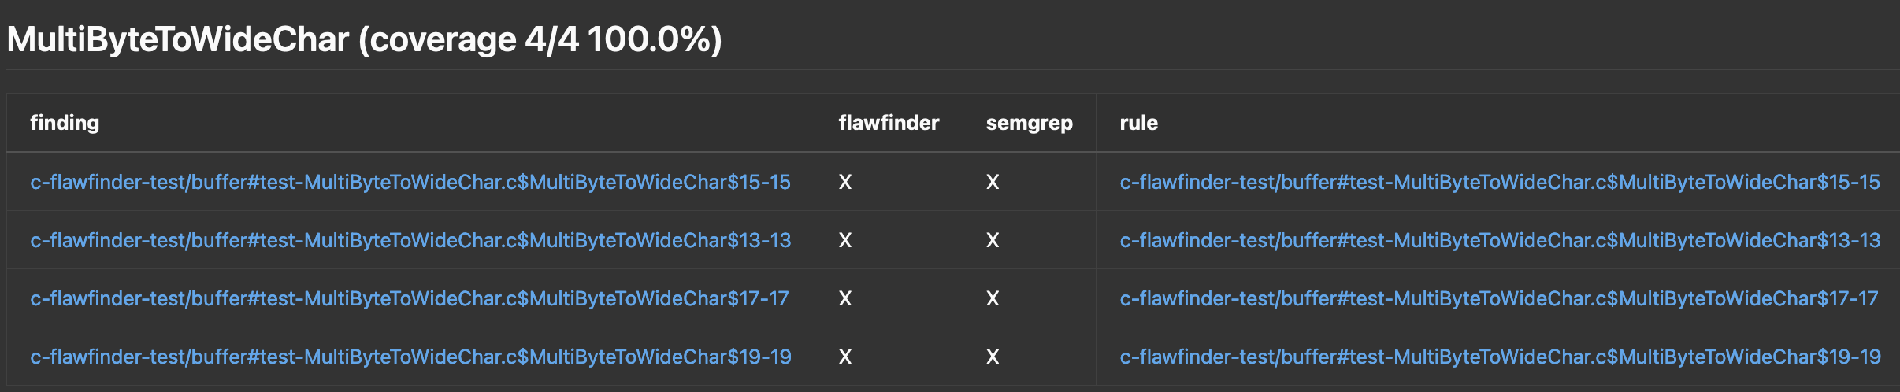 MultiByteToWideChar (coverage 4/4 100.0%)
finding flawfinder semgrep rule
c-flawfinder-test/buffer#test-MultiByteToWideChar.c$MultiByteToWideChar$15-15 X X c-flawfinder-test/buffer#test-MultiByteToWideChar.c$MultiByteToWideChar$15-15
c-flawfinder-test/buffer#test-MultiByteToWideChar.c$MultiByteToWideChar$13-13 X X c-flawfinder-test/buffer#test-MultiByteToWideChar.c$MultiByteToWideChar$13-13
c-flawfinder-test/buffer#test-MultiByteToWideChar.c$MultiByteToWideChar$17-17 X X c-flawfinder-test/buffer#test-MultiByteToWideChar.c$MultiByteToWideChar$17-17
c-flawfinder-test/buffer#test-MultiByteToWideChar.c$MultiByteToWideChar$19-19 X X c-flawfinder-test/buffer#test-MultiByteToWideChar.c$MultiByteToWideChar$19-19